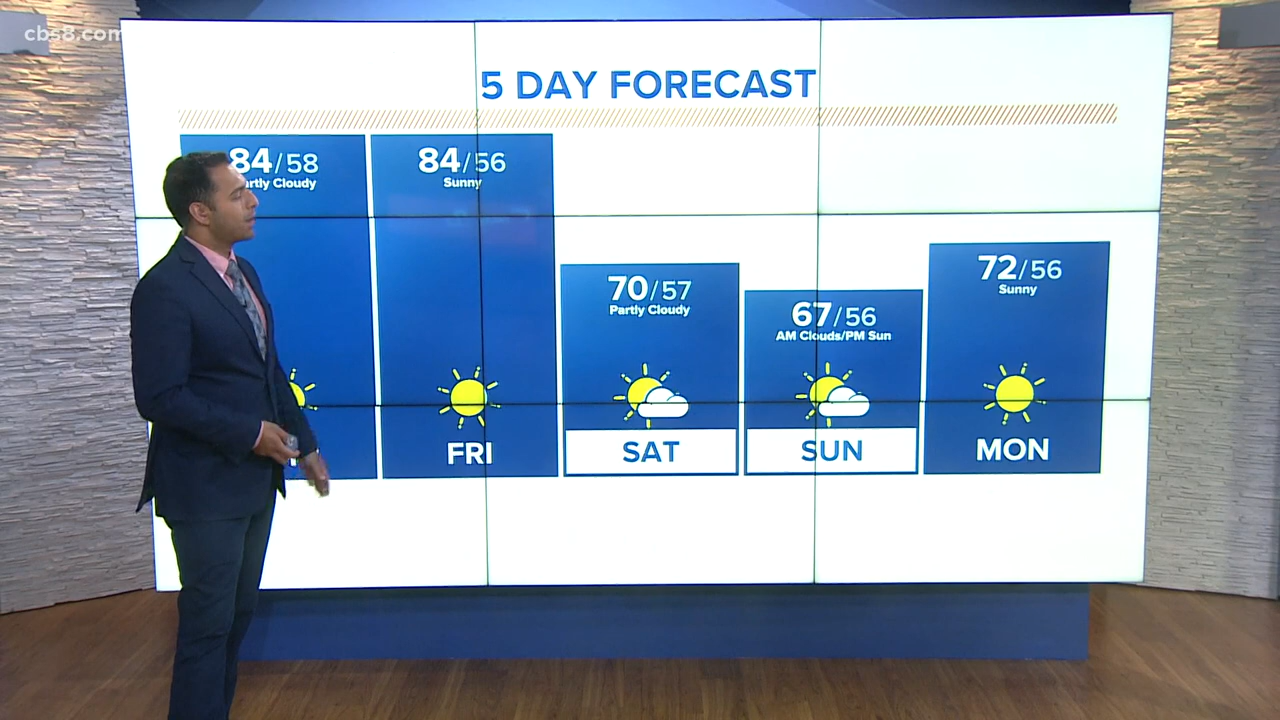 cbs8.com
5 DAY FORECAST
84/58
84/56
Sunny
70/57
Partly Cloudy
67/56
AM Clouds/PM Sun
72/56
Sunny
Cloudy
FRI
SAT
SUN
MON